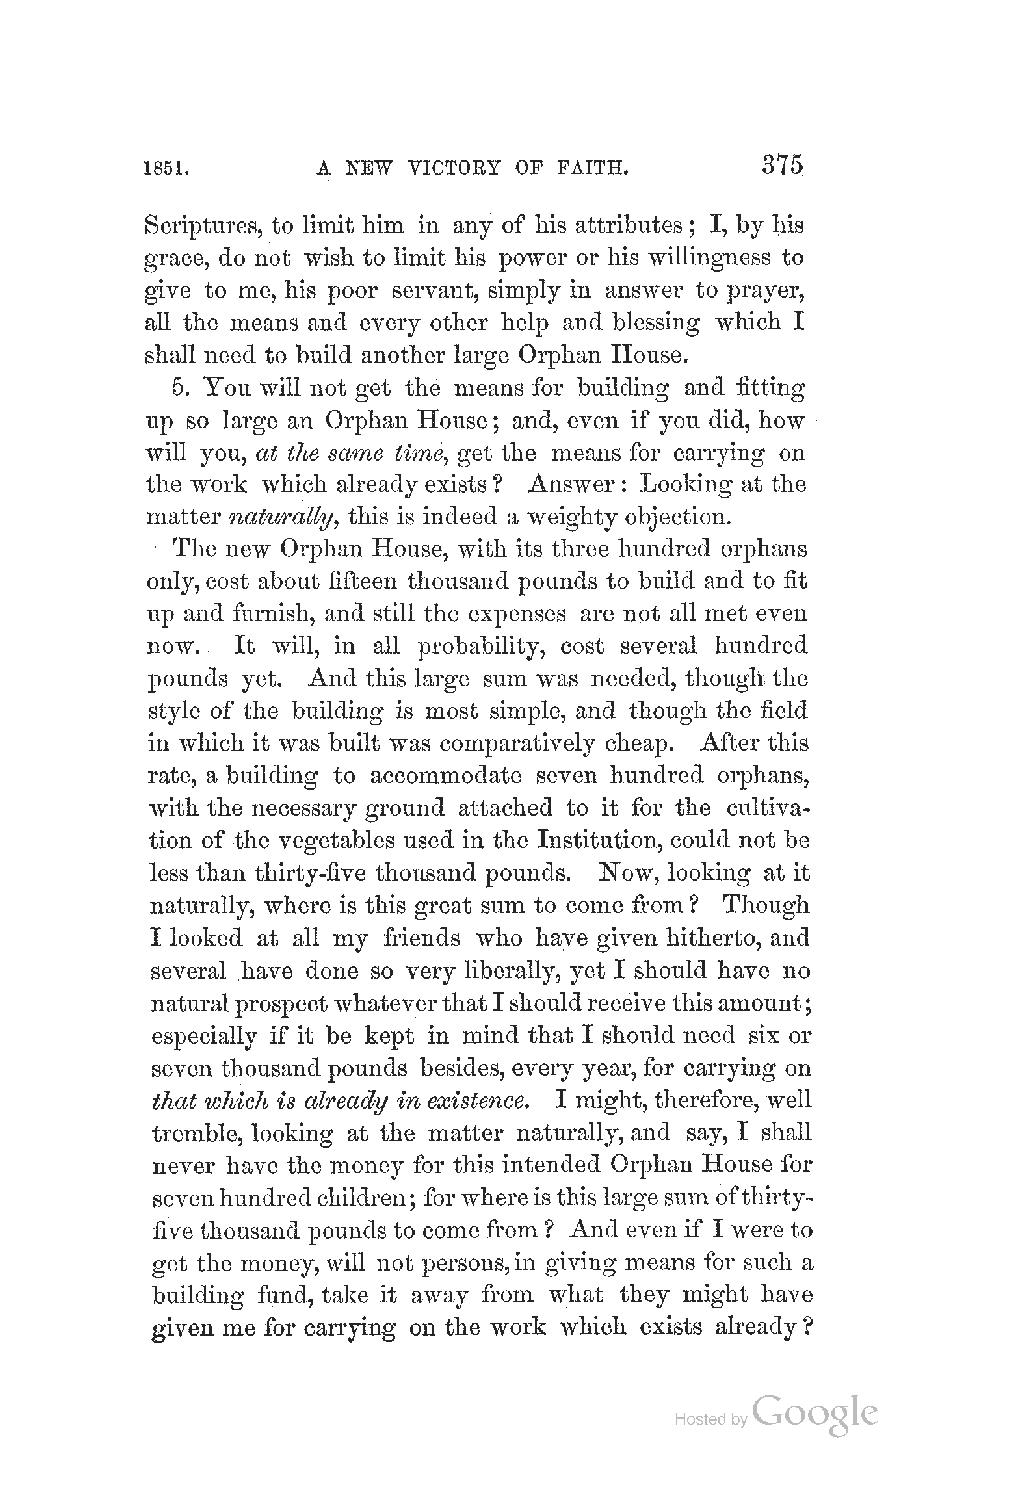 1851. A NEW VICTORY OF FAITH. 375
Scriptures, to limit him in any of his attributes; I, by his
grace, do not wish to limit his power or his willingness to
give to me, his poor servant, simply in answer to prayer,
all the means and every other help and blessing which I
shall need to build another large Orphan House.
5. You will not get the means for building and fitting
up so large an Orphan House; and, even if you did, how
will you, at the same time, get the means for carrying on
the work which already exists? Answer: Looking at the
matter naturally, this is indeed a weighty objection.
The new Orphan House, with its three hundred orphans
only, cost about fifteen thousand pounds to build and to fit
up and furnish, and still the expenses are not all met even
now. It will, in all probability, cost several hundred
pounds yet. And this large sum was needed, though the
style of the building is most simple, and though the field
in which it was built was comparatively cheap. After this
rate, a building to accommodate seven hundred orphans,
with the necessary ground attached to it for the cultiva-
tion of the vegetables used in the Institution, could not be
less than thirty-five thousand pounds. Now, looking at it
naturally, where is this great sum to come from? Though
I looked at all my friends who have given hitherto, and
several have done so very liberally, yet I should have no
natural prospect whatever that I should receive this amount;
especially if it be kept in mind that I should need six or
seven thousand pounds besides, every year, for carrying on
that which is already in existence. I might, therefore, well
tremble, looking at the matter naturally, and say, I shall
never have the money for this intended Orphan House for
seven hundred children; for where is this large sum of thirty-
five thousand pounds to come from? And even if I were to
get the money, will not persons, in giving means for such a
building fund, take it away from what they might have
given me for carrying on the work which exists already?
Hosted by Google